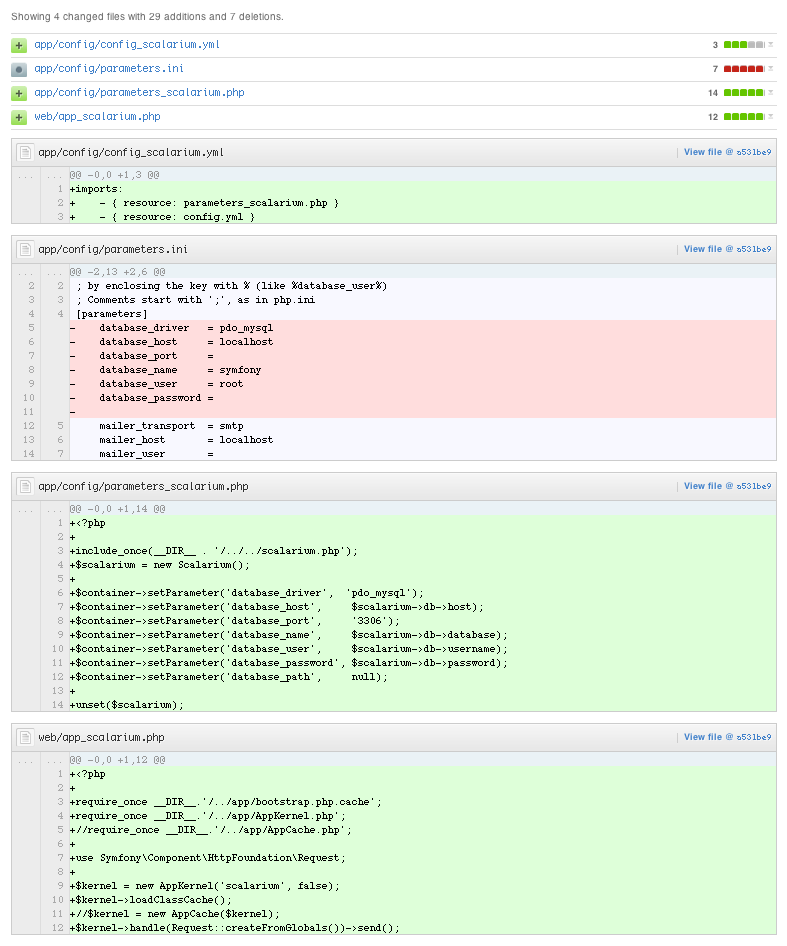 Showing 4 changed files with 29 additions and 7 deletions.
app/config/config_scalarium.yml 3
app/config/parameters.ini 7
app/config/parameters_scalarium.php 14
web/app_scalarium.php 12
app/config/config_scalarium.yml | View file @ a531be9
... ... @@ -0,0 +1,3 @@
1 +imports:
2 +    - { resource: parameters_scalarium.php }
3 +    - { resource: config.yml }
app/config/parameters.ini | View file @ a531be9
... ... @@ -2,13 +2,6 @@
2 2 ; by enclosing the key with % (like %database_user%)
3 3 ; Comments start with ';', as in php.ini
4 4 [parameters]
5 -    database_driver   = pdo_mysql
6 -    database_host     = localhost
7 -    database_port     =
8 -    database_name     = symfony
9 -    database_user     = root
10 -    database_password =
11 -
12 5     mailer_transport  = smtp
13 6     mailer_host       = localhost
14 7     mailer_user       =
app/config/parameters_scalarium.php | View file @ a531be9
... ... @@ -0,0 +1,14 @@
1 +<?php
2 +
3 +include_once(__DIR__ . '/../../scalarium.php');
4 +$scalarium = new Scalarium();
5 +
6 +$container->setParameter('database_driver',  'pdo_mysql');
7 +$container->setParameter('database_host',     $scalarium->db->host);
8 +$container->setParameter('database_port',     '3306');
9 +$container->setParameter('database_name',     $scalarium->db->database);
10 +$container->setParameter('database_user',     $scalarium->db->username);
11 +$container->setParameter('database_password', $scalarium->db->password);
12 +$container->setParameter('database_path',     null);
13 +
14 +unset($scalarium);
web/app_scalarium.php | View file @ a531be9
... ... @@ -0,0 +1,12 @@
1 +<?php
2 +
3 +require_once __DIR__.'/../app/bootstrap.php.cache';
4 +require_once __DIR__.'/../app/AppKernel.php';
5 +//require_once __DIR__.'/../app/AppCache.php';
6 +
7 +use Symfony\Component\HttpFoundation\Request;
8 +
9 +$kernel = new AppKernel('scalarium', false);
10 +$kernel->loadClassCache();
11 +//$kernel = new AppCache($kernel);
12 +$kernel->handle(Request::createFromGlobals())->send();